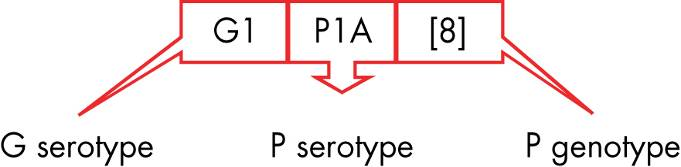 G1 P1A [8]
G serotype P serotype P genotype